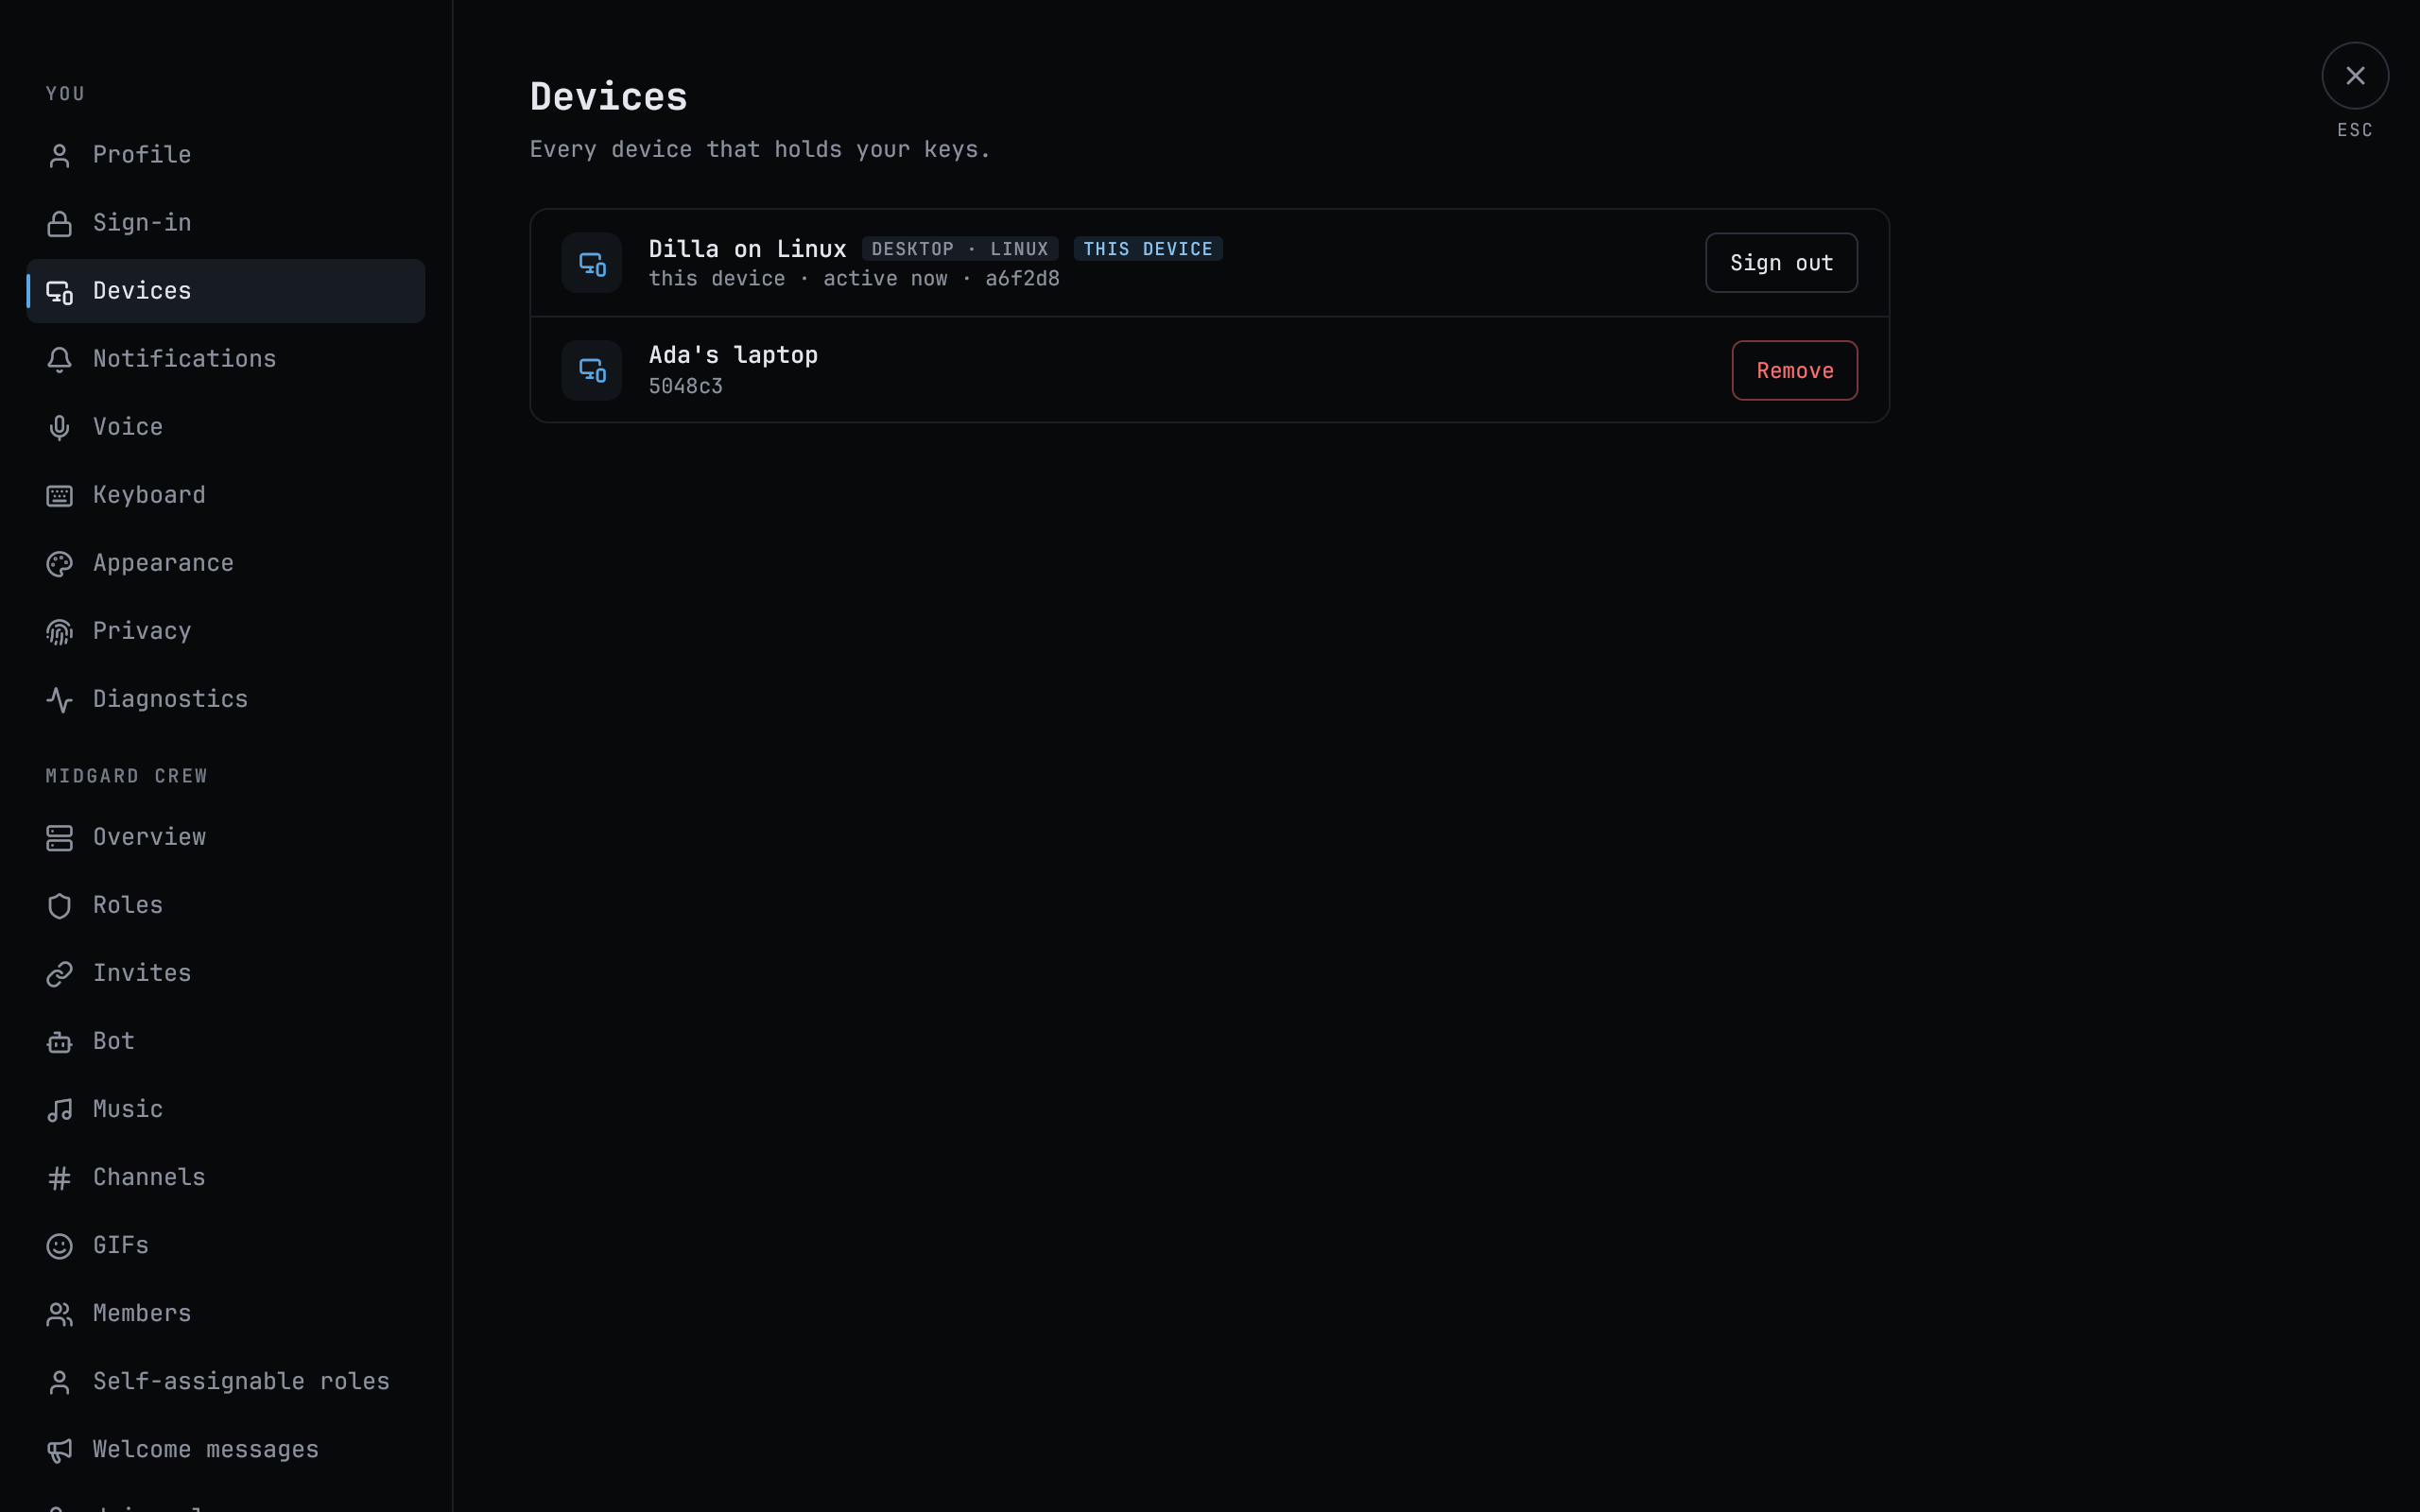 YOU
Profile
Sign-in
Devices
Notifications
Voice
Keyboard
Appearance
Privacy
Diagnostics
MIDGARD CREW
Overview
Roles
Invites
Bot
Music
Channels
GIFs
Members
Self-assignable roles
Welcome messages
Devices
Every device that holds your keys.
Dilla on Linux DESKTOP · LINUX THIS DEVICE
this device · active now · a6f2d8
Sign out
Ada's laptop
5048c3
Remove
ESC